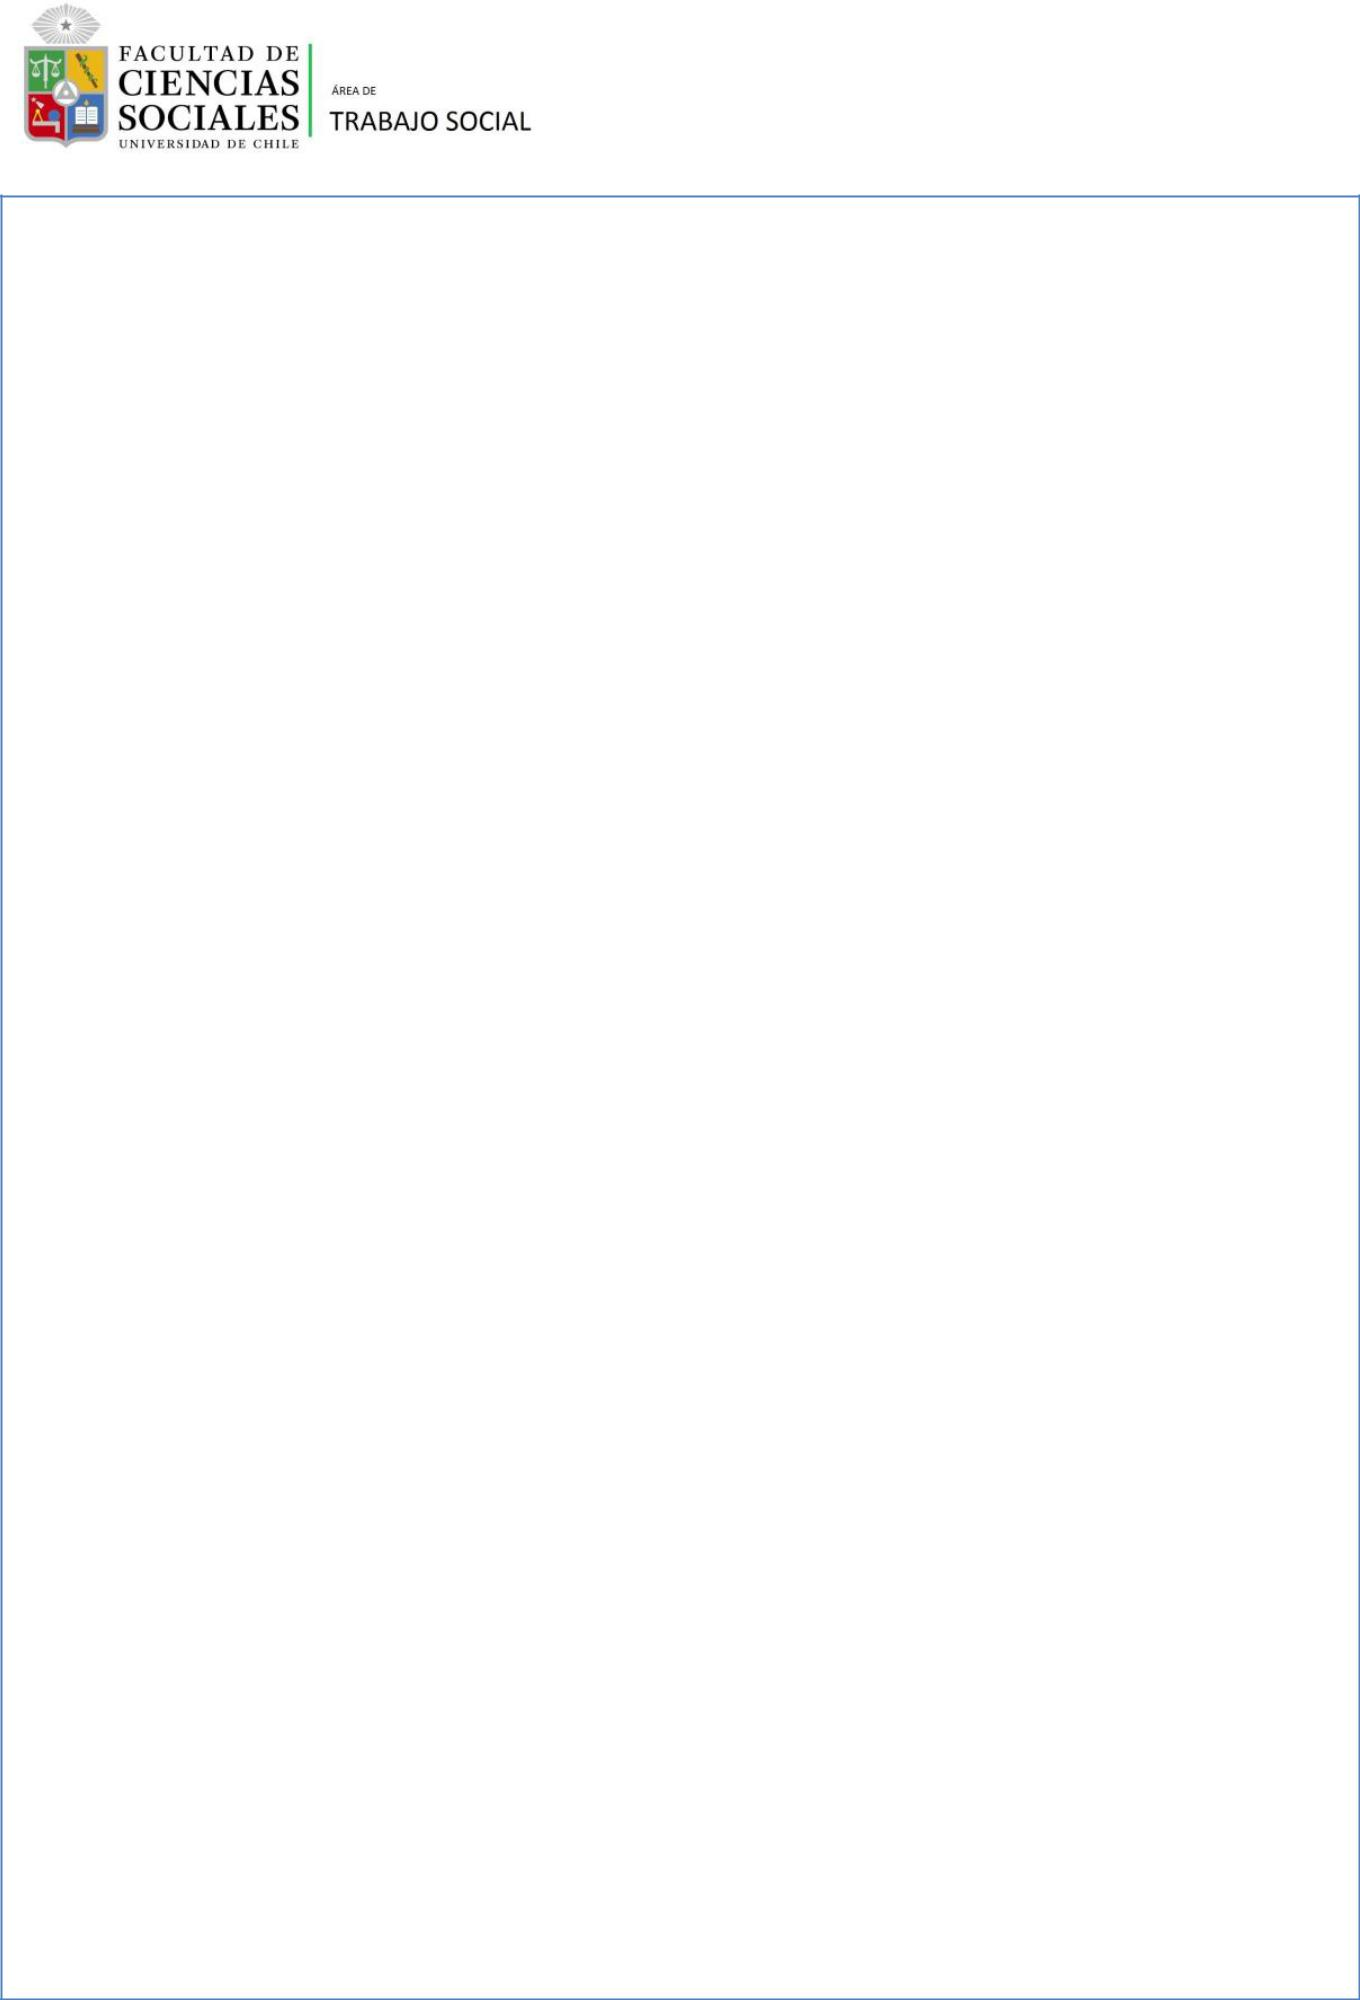 FACULTAD DE
CIENCIAS
SOCIALES
UNIVERSIDAD DE CHILE
ÁREA DE
TRABAJO SOCIAL